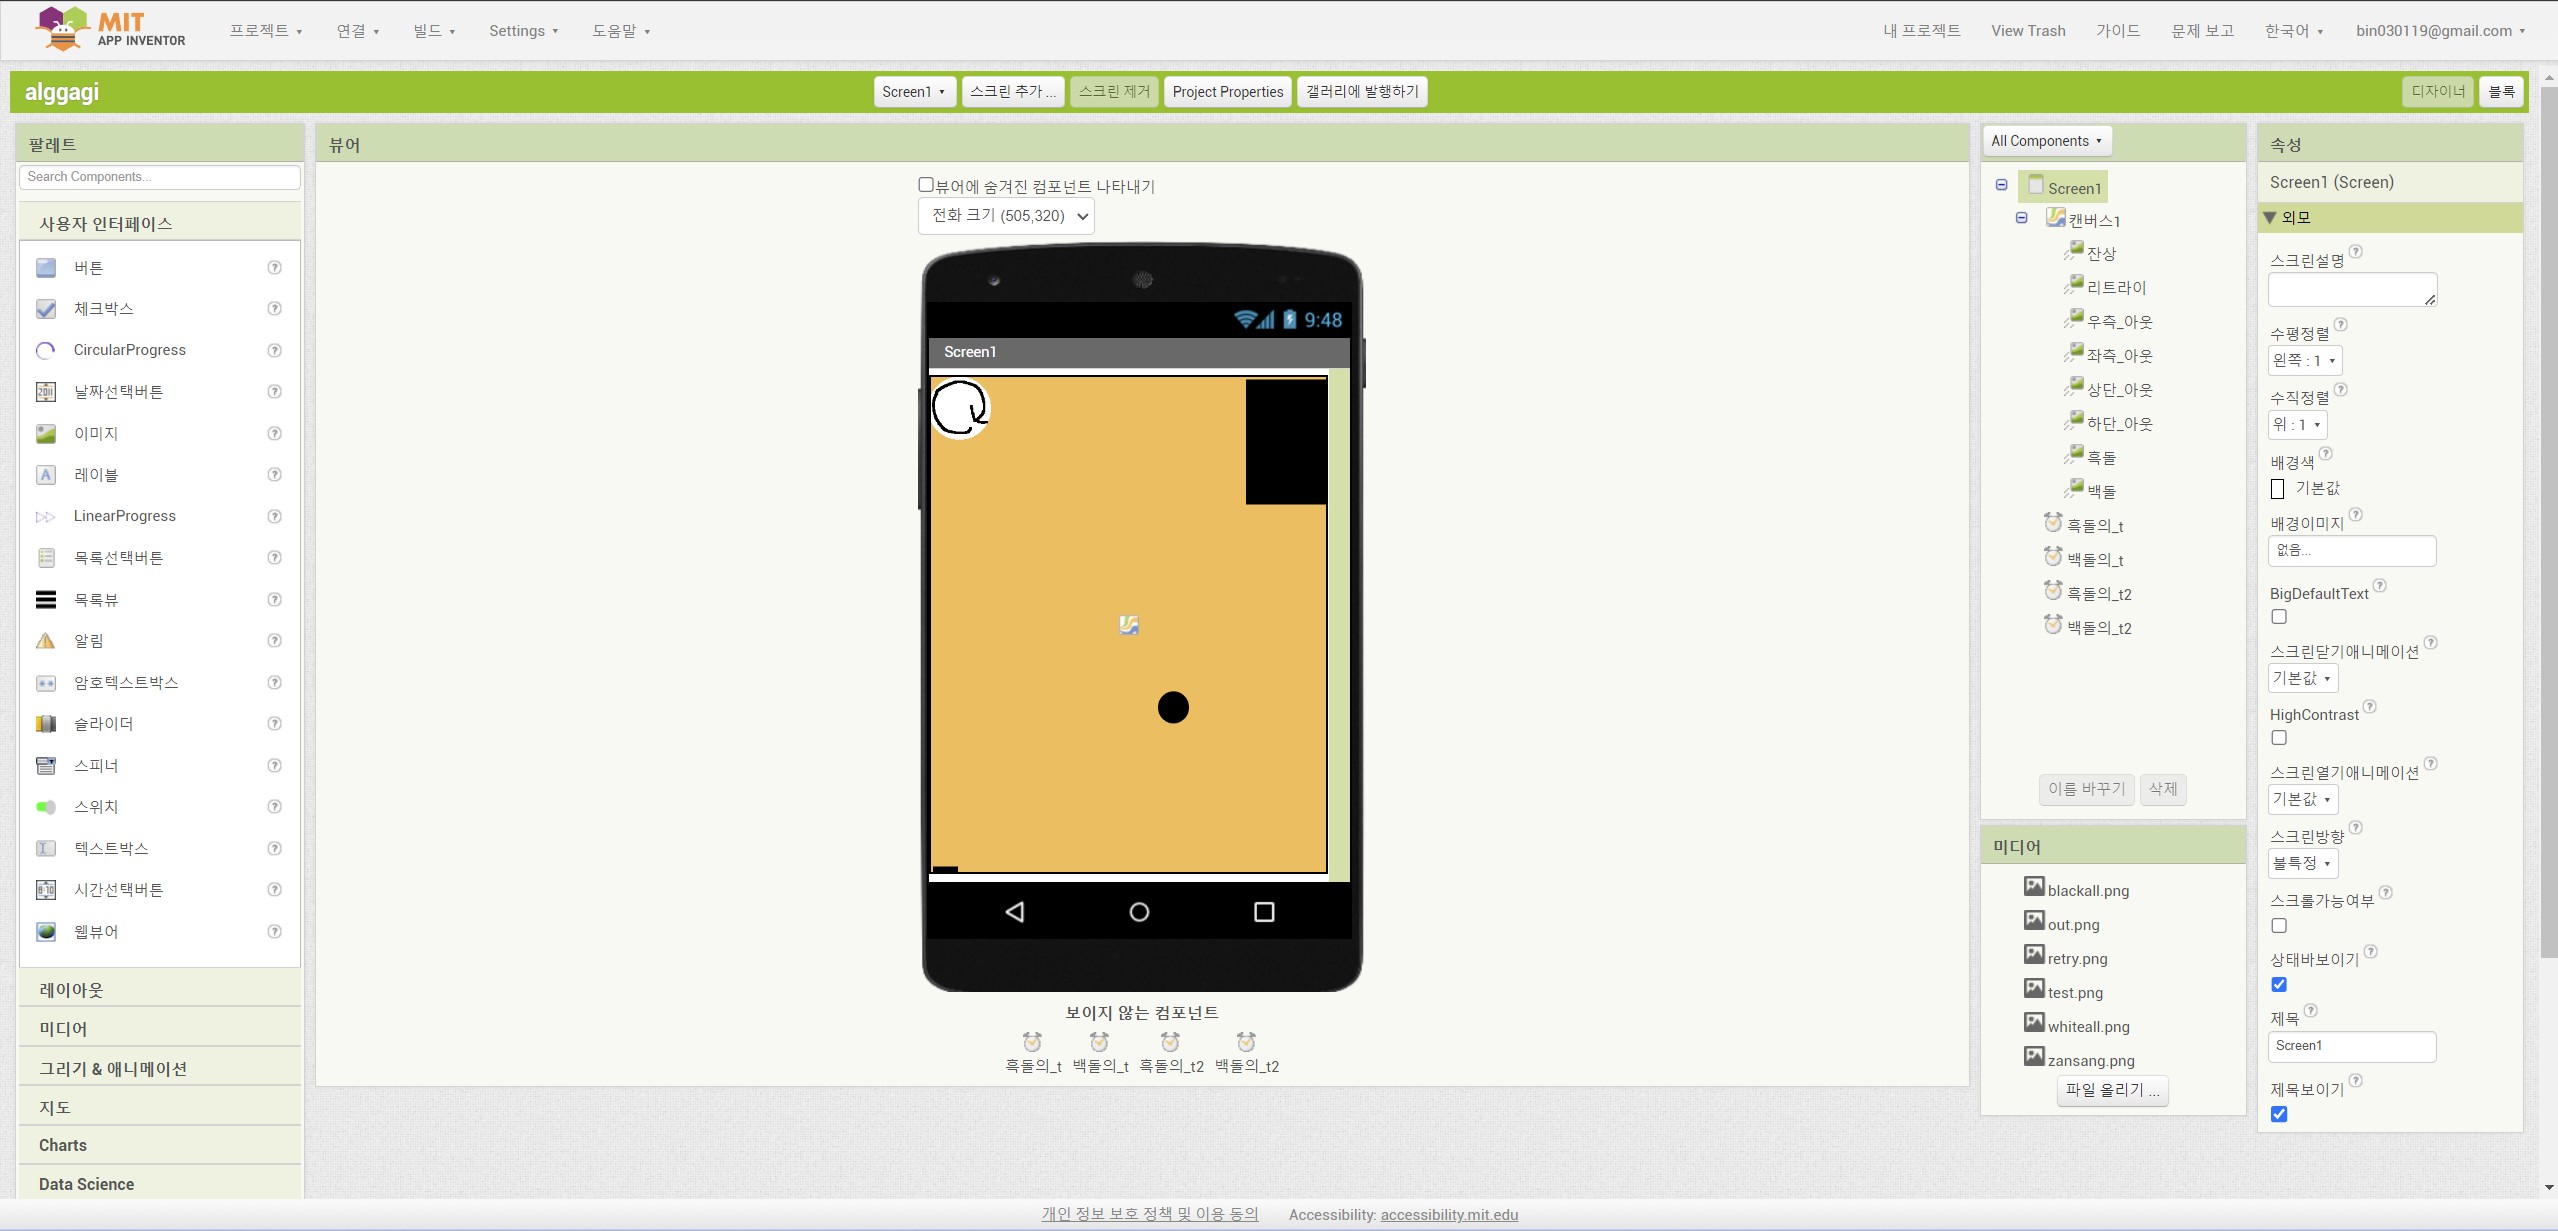 MIT
APP INVENTOR
프로젝트 연결 빌드 Settings 도움말
내 프로젝트 View Trash 가이드 문제 보고 한국어 bin030119@gmail.com
alggagi
Screen1 스크린 추가 ... 스크린 제거 Project Properties 갤러리에 발행하기
디자이너 블록
팔레트
Search Components...
사용자 인터페이스
버튼
체크박스
CircularProgress
날짜선택버튼
이미지
레이블
LinearProgress
목록선택버튼
목록뷰
알림
암호텍스트박스
슬라이더
스피너
스위치
텍스트박스
시간선택버튼
웹뷰어
레이아웃
미디어
그리기 & 애니메이션
지도
Charts
Data Science
뷰어
뷰어에 숨겨진 컴포넌트 나타내기
전화 크기 (505,320)
9:48
Screen1
보이지 않는 컴포넌트
흑돌의_t 백돌의_t 흑돌의_t2 백돌의_t2
All Components
Screen1
캔버스1
잔상
리트라이
우측_아웃
좌측_아웃
상단_아웃
하단_아웃
흑돌
백돌
흑돌의_t
백돌의_t
흑돌의_t2
백돌의_t2
이름 바꾸기 삭제
미디어
blackall.png
out.png
retry.png
test.png
whiteall.png
zansang.png
파일 올리기 ...
속성
Screen1 (Screen)
외모
스크린설명
수평정렬
왼쪽 : 1
수직정렬
위 : 1
배경색
기본값
배경이미지
없음...
BigDefaultText
스크린닫기애니메이션
기본값
HighContrast
스크린열기애니메이션
기본값
스크린방향
불특정
스크롤가능여부
상태바보이기
제목
Screen1
제목보이기
개인 정보 보호 정책 및 이용 동의 Accessibility: accessibility.mit.edu